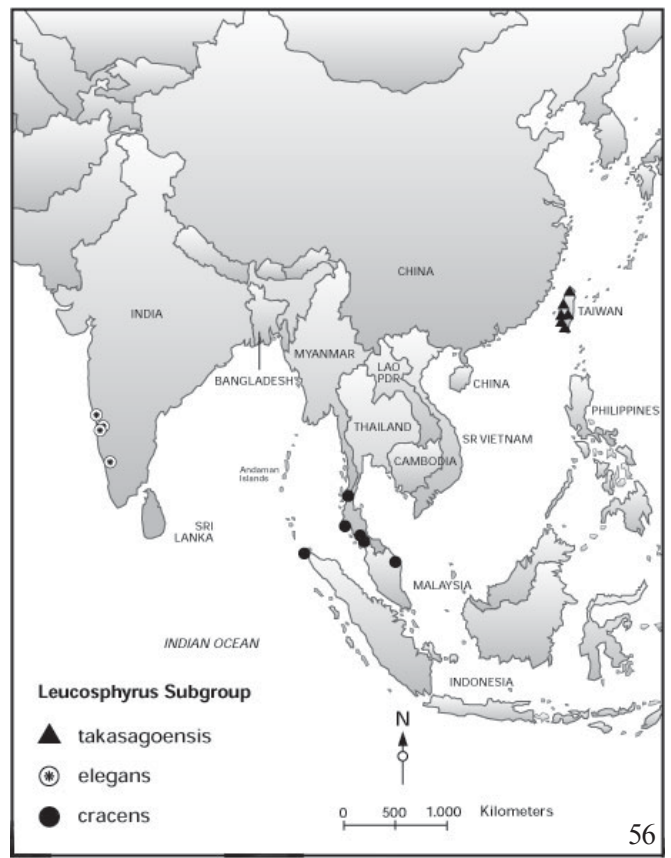 CHINA
TAIWAN
INDIA
MYANMAR
LAO
PDR
BANGLADESH
CHINA
PHILIPPINES
THAILAND
SR VIETNAM
CAMBODIA
Andaman
Islands
SRI
LANKA
MALAYSIA
INDIAN OCEAN
INDONESIA
Leucosphyrus Subgroup
takasagoensis
elegans
cracens
N
0 500 1.000 Kilometers
56